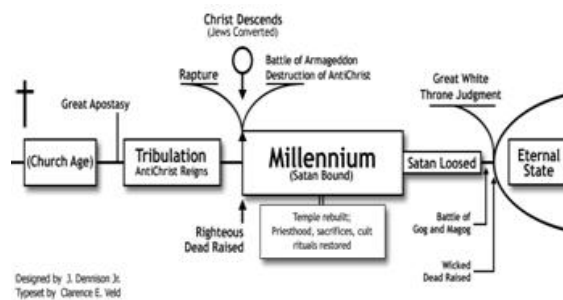 Christ Descends
(Jews Converted)
Rapture
Battle of Armageddon
Destruction of AntiChrist
Great White
Throne Judgment
Great Apostasy
(Church Age)
Tribulation
AntiChrist Reigns
Millennium
(Satan Bound)
Satan Loosed
Eternal
State
Righteous
Dead Raised
Temple rebuilt;
Priesthood, sacrifices, cult
rituals restored
Battle of
Gog and Magog
Wicked
Dead Raised
Designed by J. Dennison Jr.
Typeset by Clarence E. Veld